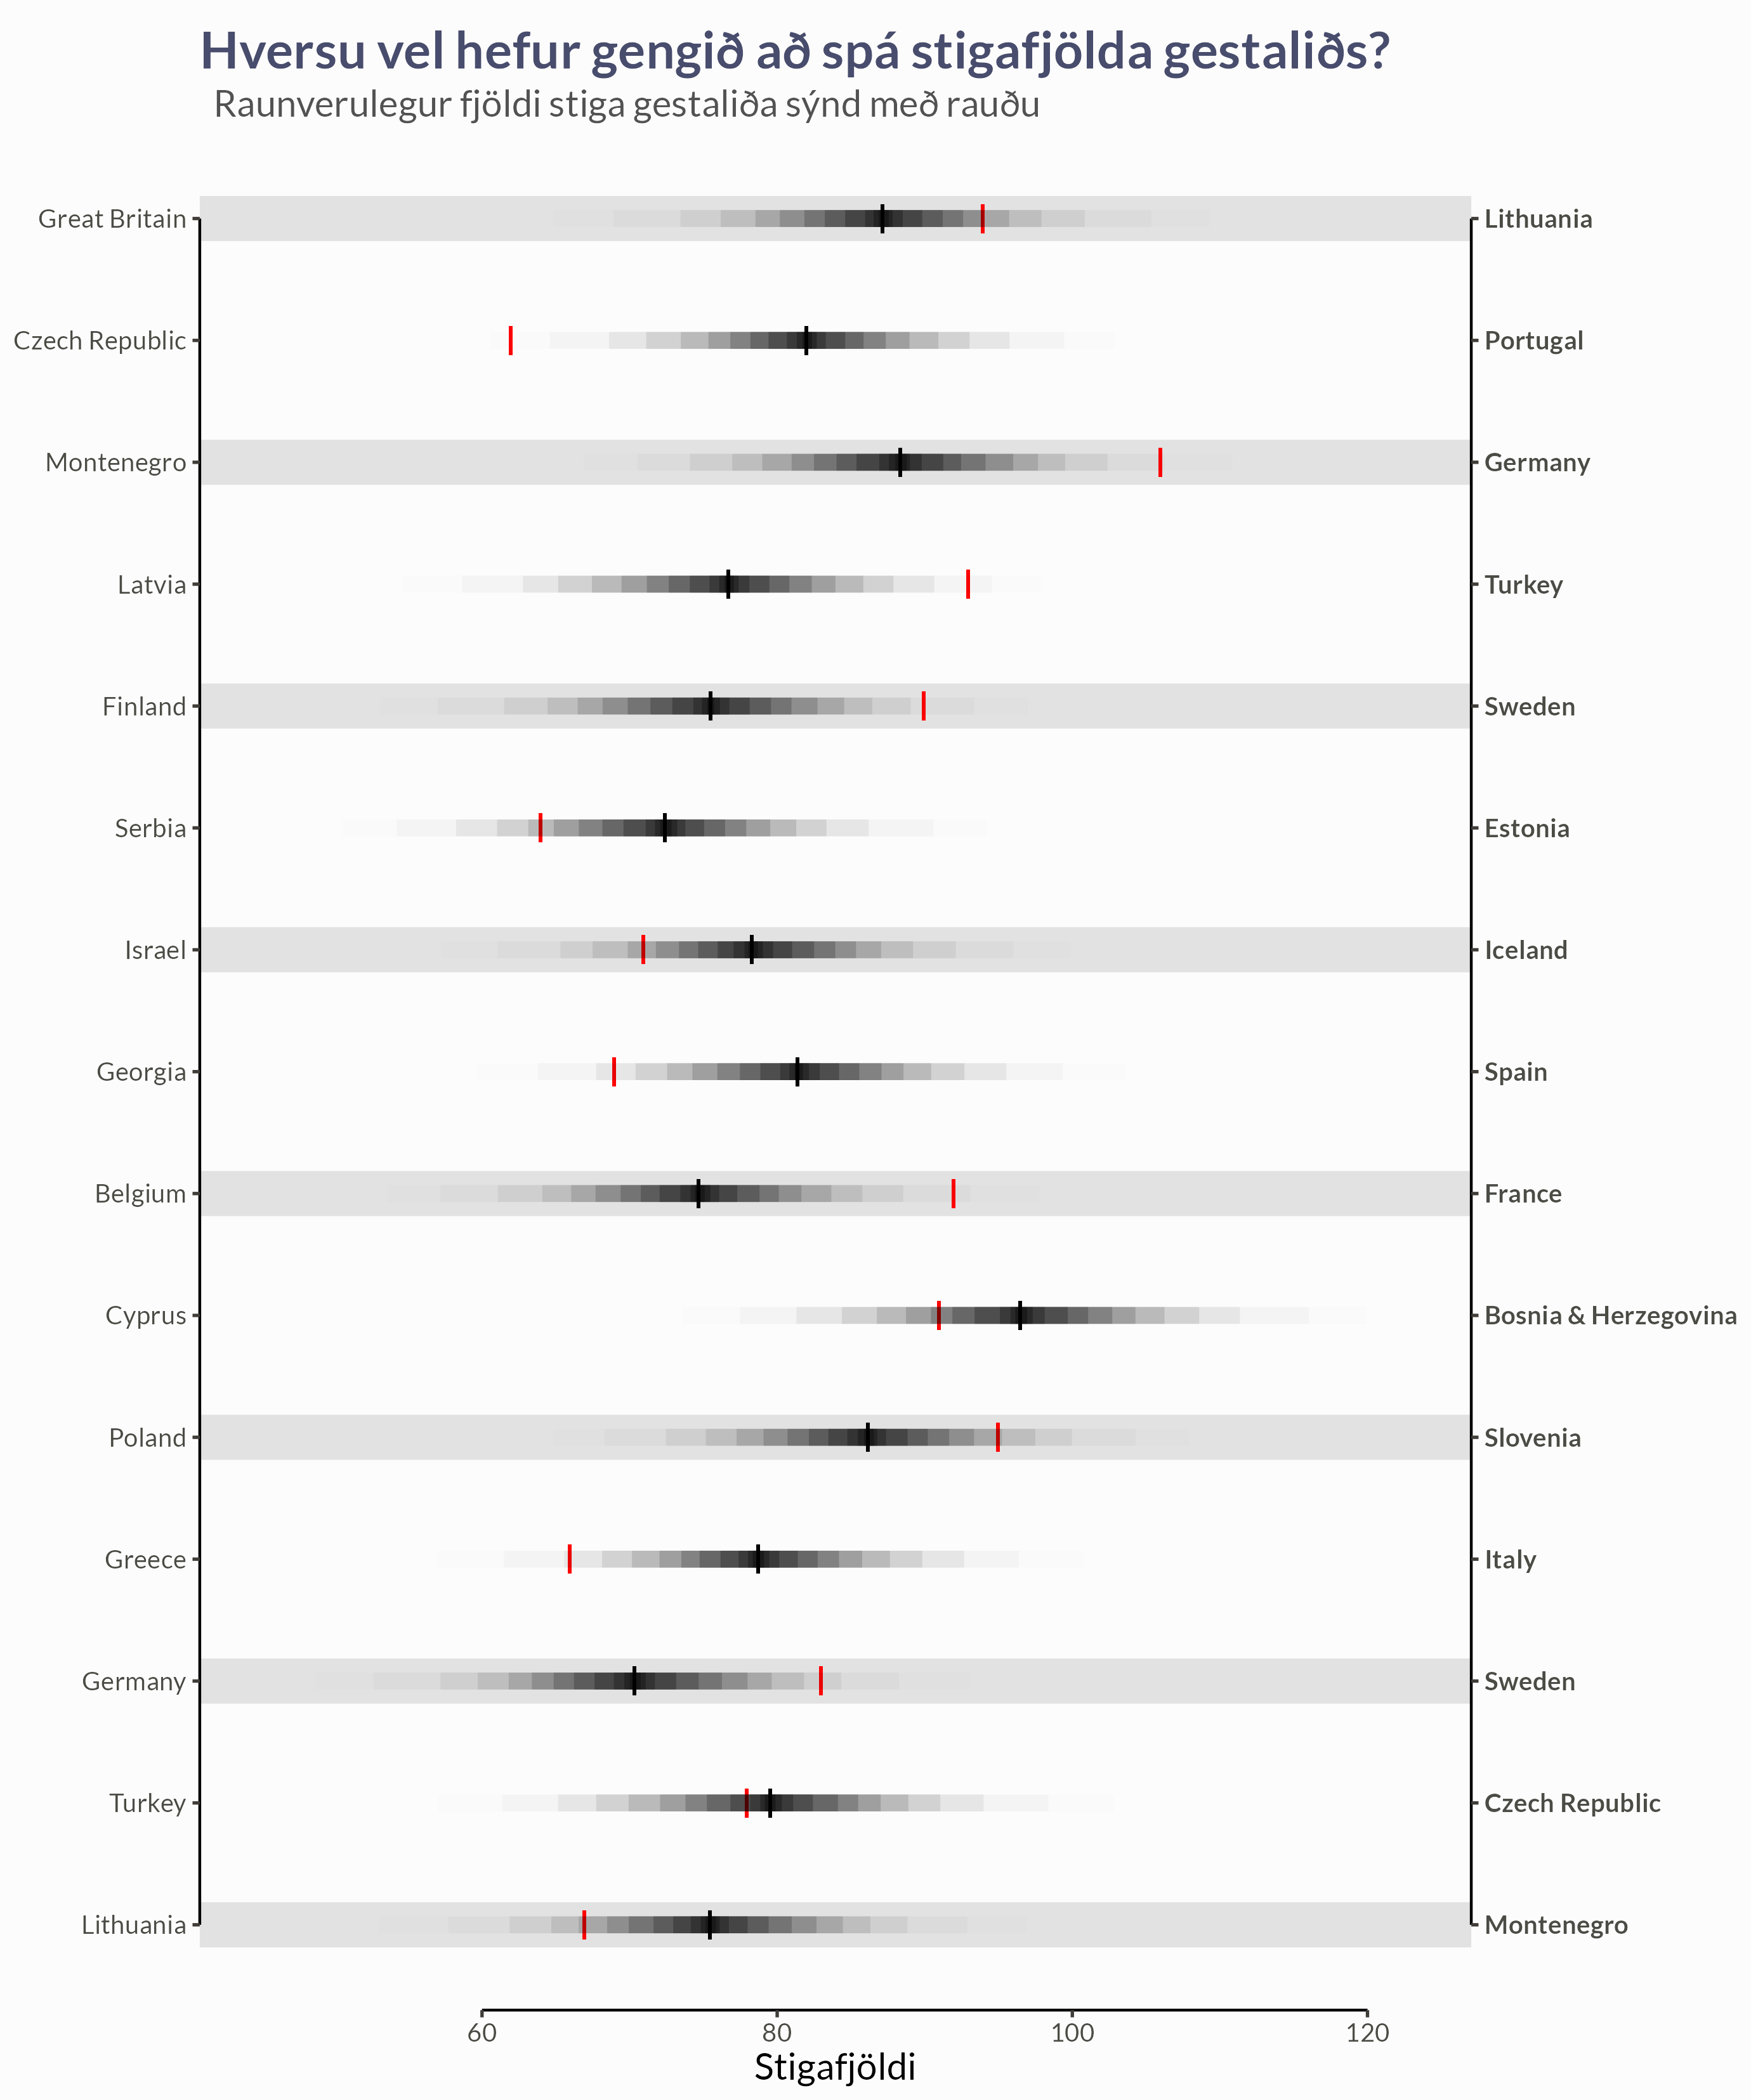 Hversu vel hefur gengið að spá stigafjölda gestaliðs?
Raunverulegur fjöldi stiga gestaliða sýnd með rauðu
Great Britain Lithuania
Czech Republic Portugal
Montenegro Germany
Latvia Turkey
Finland Sweden
Serbia Estonia
Israel Iceland
Georgia Spain
Belgium France
Cyprus Bosnia & Herzegovina
Poland Slovenia
Greece Italy
Germany Sweden
Turkey Czech Republic
Lithuania Montenegro
60 80 100 120
Stigafjöldi